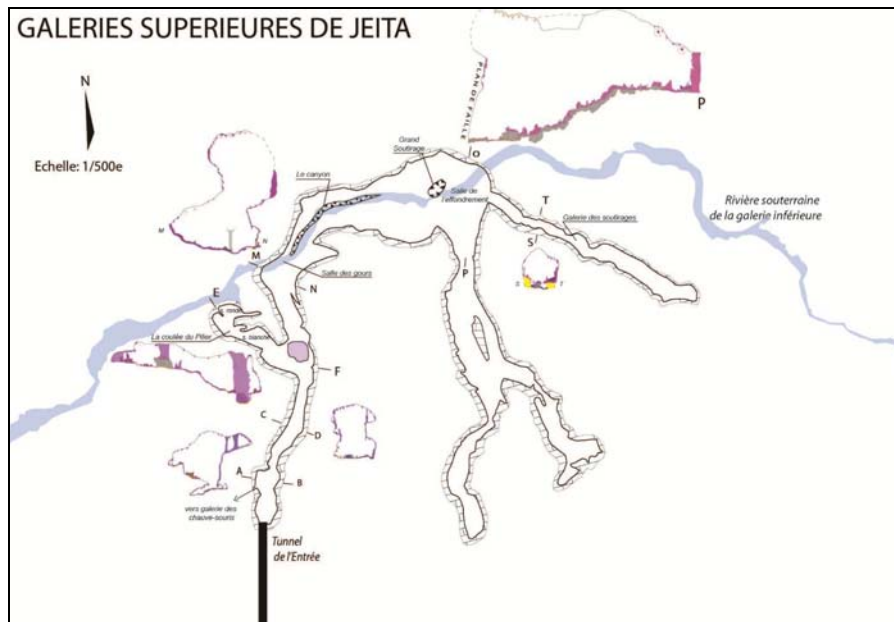 GALERIES SUPERIEURES DE JEITA
N
Echelle: 1/500e
PLAN DE FAILLE
P
Grand
Soutirage
O
Le canyon
Salle de
l'effondrement
T
Galerie des soutirages
Rivière souterraine
de la galerie inférieure
M
N
S
M
Salle des gours
P
S
T
E
N
La coulée du Pilier
s. blanche
F
C
D
A
B
vers galerie des
chauve-souris
Tunnel
de l'Entrée